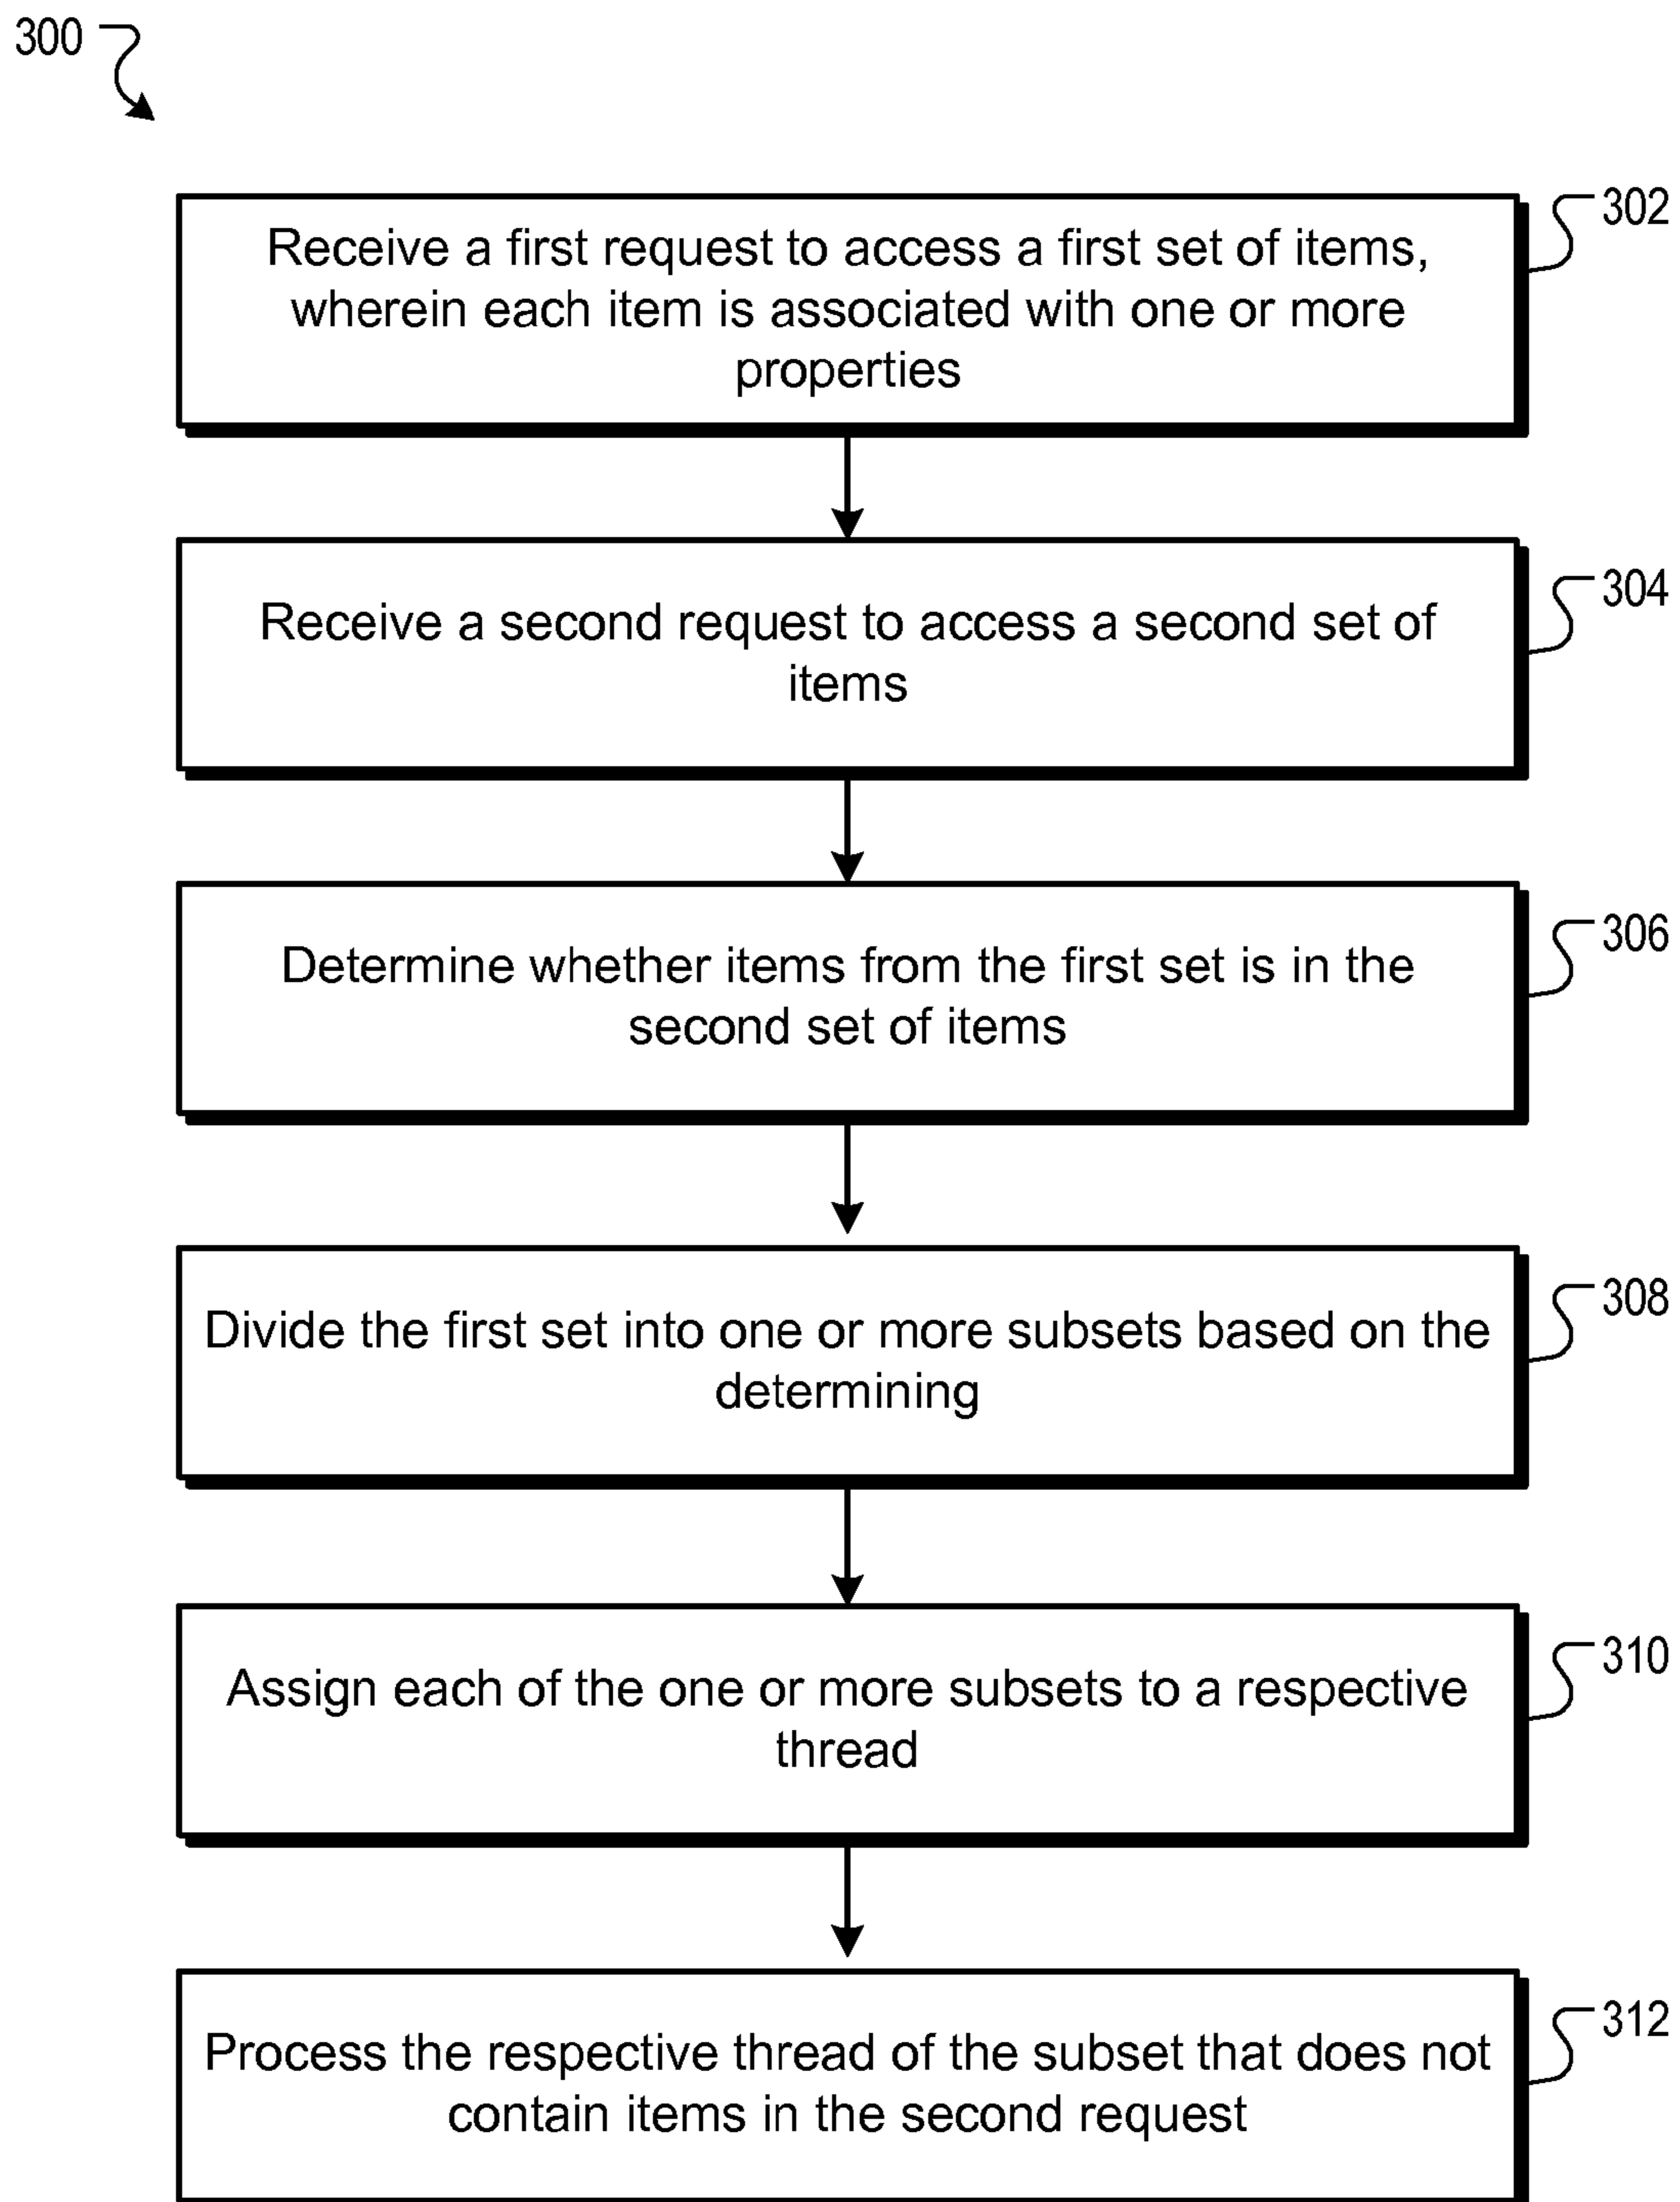 300
Receive a first request to access a first set of items,
wherein each item is associated with one or more
properties
302
Receive a second request to access a second set of
items
304
Determine whether items from the first set is in the
second set of items
306
Divide the first set into one or more subsets based on the
determining
308
Assign each of the one or more subsets to a respective
thread
310
Process the respective thread of the subset that does not
contain items in the second request
312